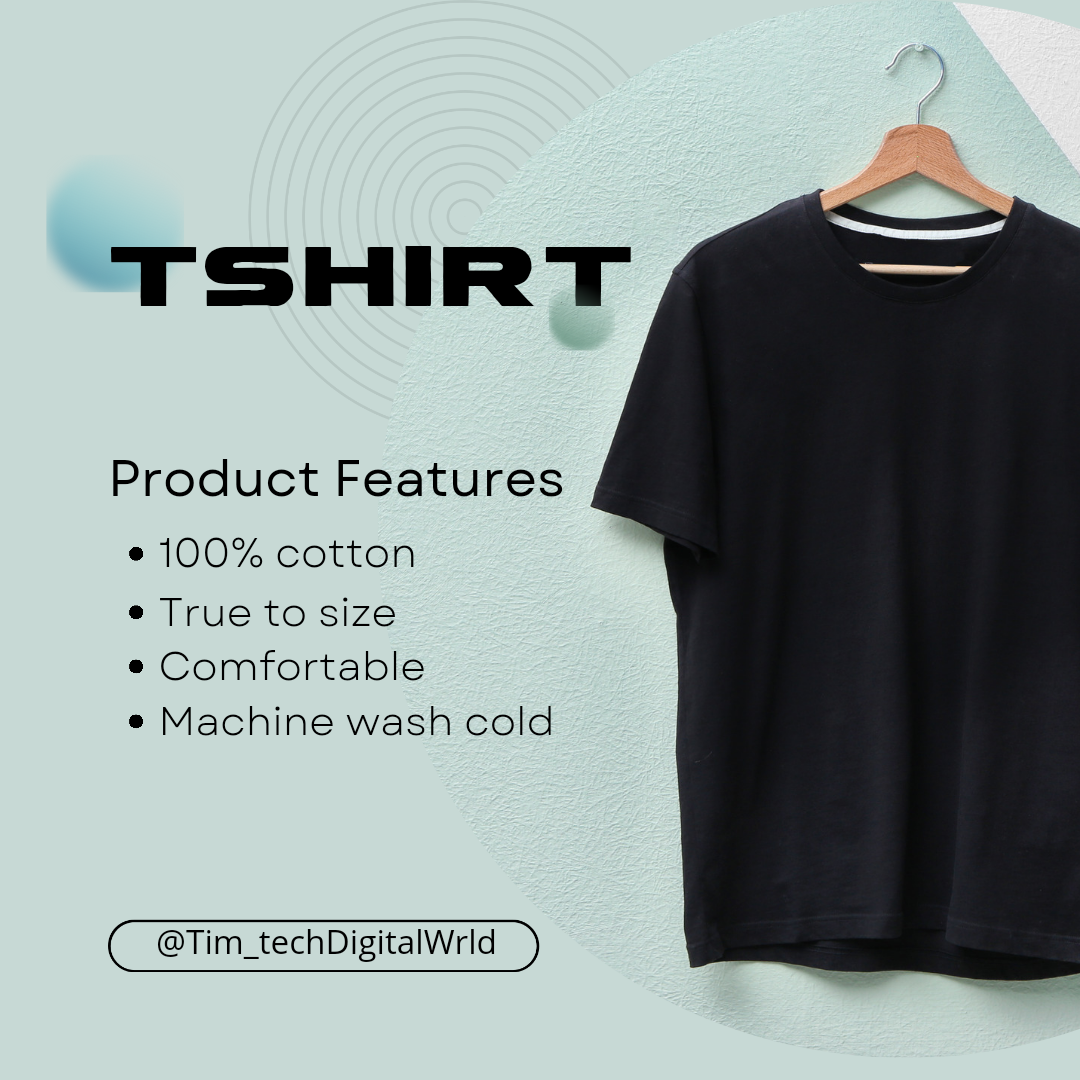 TSHIRT
Product Features
• 100% cotton
• True to size
• Comfortable
• Machine wash cold
@Tim_techDigitalWrld